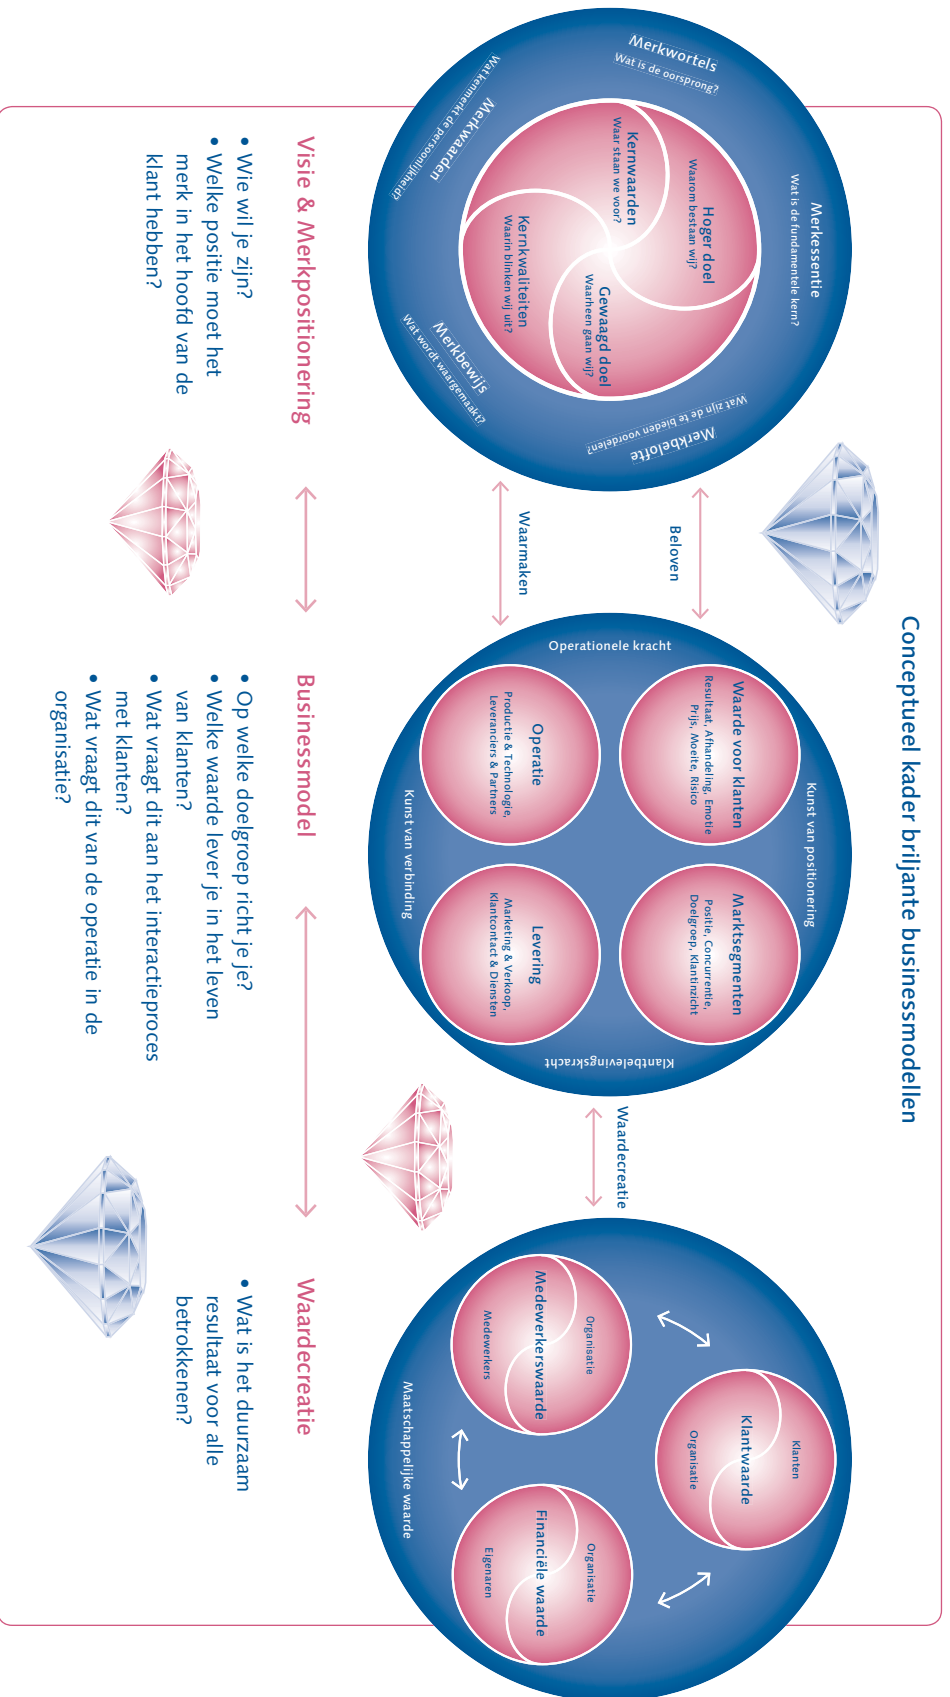 Conceptueel kader briljante businessmodellen
Merkessentie
Wat is de fundamentele kern?
Merkwortels
Wat is de oorsprong?
Merkbelofte
Wat zijn de te bieden voordelen?
Merkwaarden
Wat kenmerkt de persoonlijkheid?
Merkbewijs
Wat wordt waargemaakt?
Hoger doel
Waarom bestaan wij?
Gewaagd doel
Waarheen gaan wij?
Kernwaarden
Waar staan we voor?
Kernkwaliteiten
Waarin blinken wij uit?
Beloven
Waarmaken
Kunst van positionering
Operationele kracht
Klantbelevingskracht
Kunst van verbinding
Waarde voor klanten
Resultaat, Afhandeling, Emotie
Prijs, Moeite, Risico
Marktsegmenten
Positie, Concurrentie,
Doelgroep, Klantinzicht
Operatie
Productie & Technologie,
Leveranciers & Partners
Levering
Marketing & Verkoop,
Klantcontact & Diensten
Waardecreatie
Klanten
Klantwaarde
Organisatie
Organisatie
Medewerkerswaarde
Medewerkers
Organisatie
Financiële waarde
Eigenaren
Maatschappelijke waarde
Visie & Merkpositionering
• Wie wil je zijn?
• Welke positie moet het
merk in het hoofd van de
klant hebben?
Businessmodel
• Op welke doelgroep richt je je?
• Welke waarde lever je in het leven
van klanten?
• Wat vraagt dit aan het interactieproces
met klanten?
• Wat vraagt dit van de operatie in de
organisatie?
Waardecreatie
• Wat is het duurzaam
resultaat voor alle
betrokkenen?